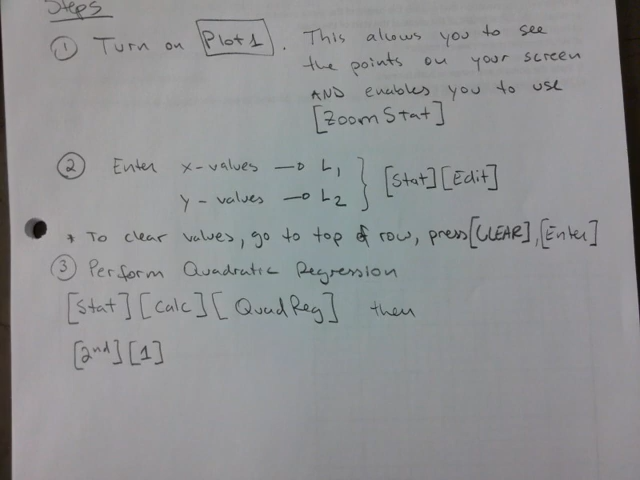 Steps
① Turn on Plot 1. This allows you to see
the points on your screen
AND enables you to use
[ZoomStat]
② Enter x-values → L₁ } [Stat][Edit]
y-values → L₂
* To clear values, go to top of row, press [CLEAR], [Enter]
③ Perform Quadratic Regression
[Stat][Calc][QuadReg] then
[2nd][1]